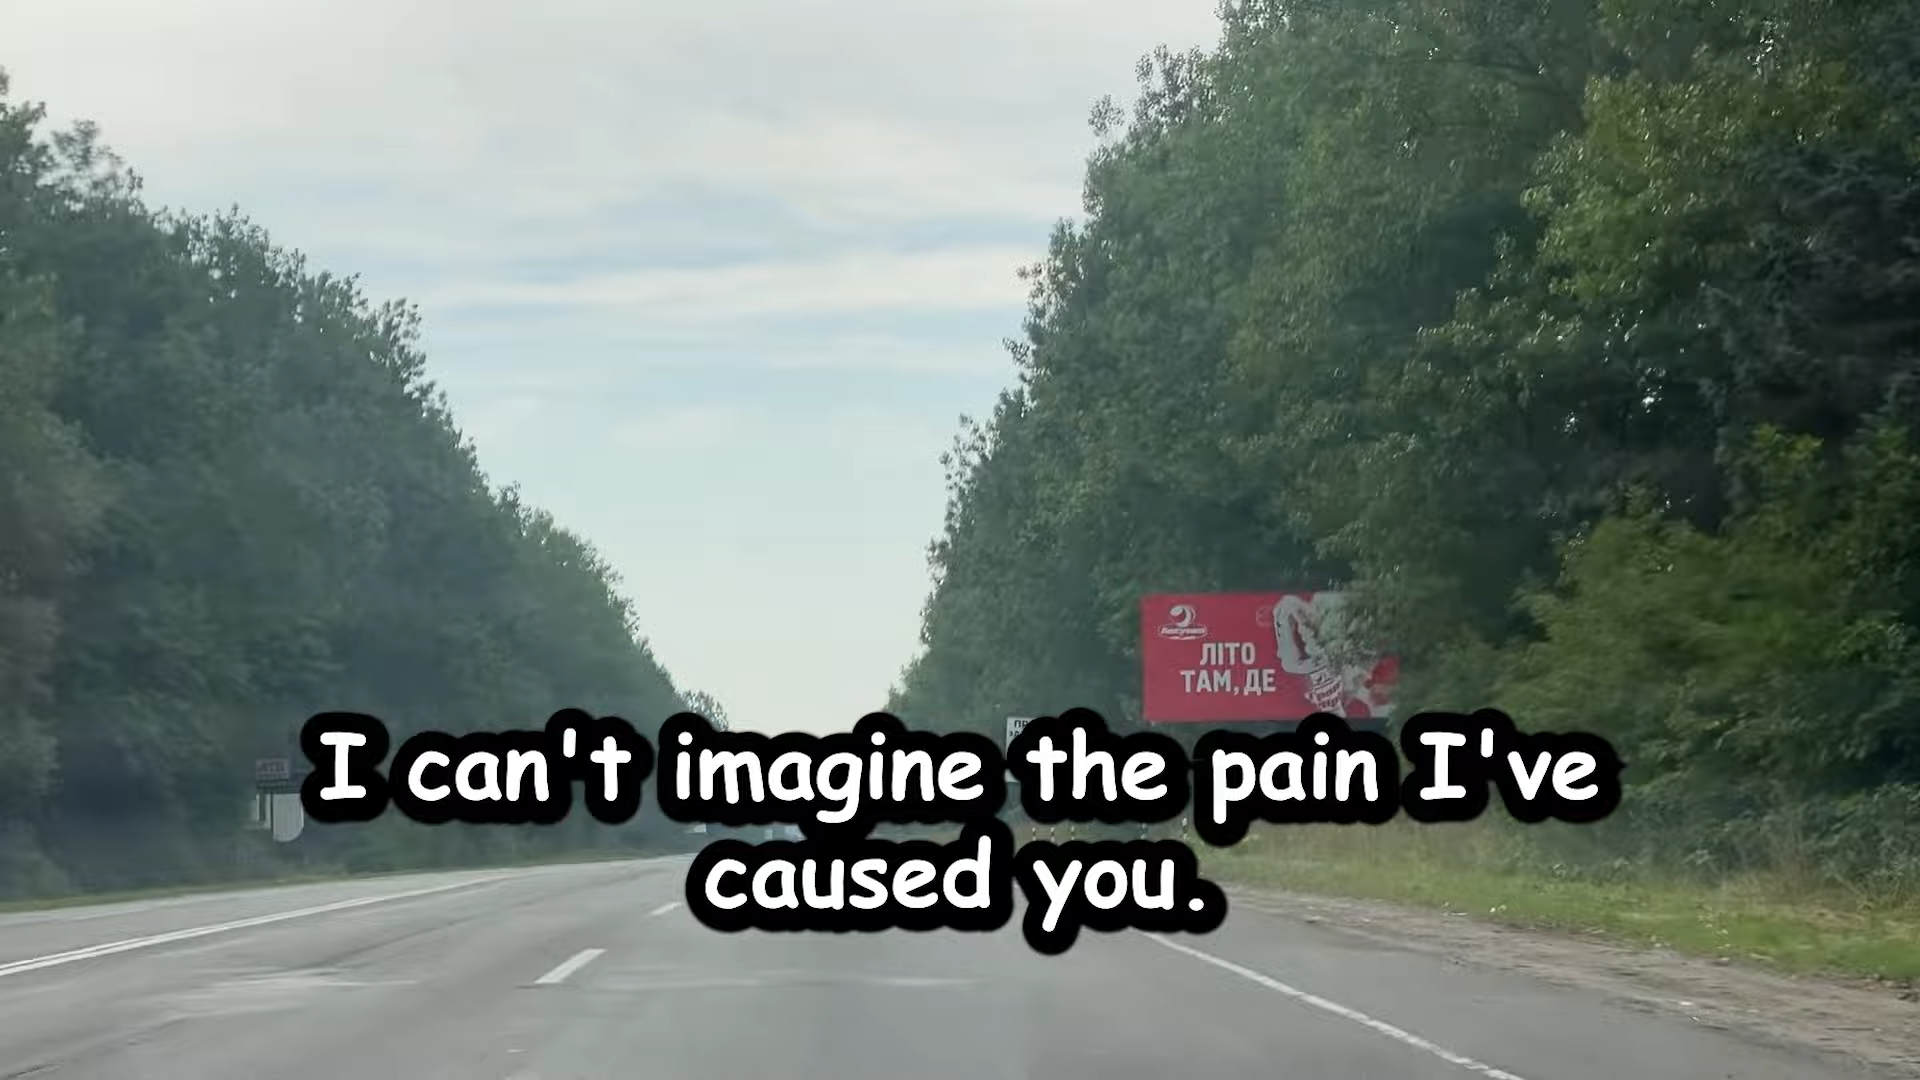 ЛІТО
ТАМ, ДЕ
I can't imagine the pain I've
caused you.